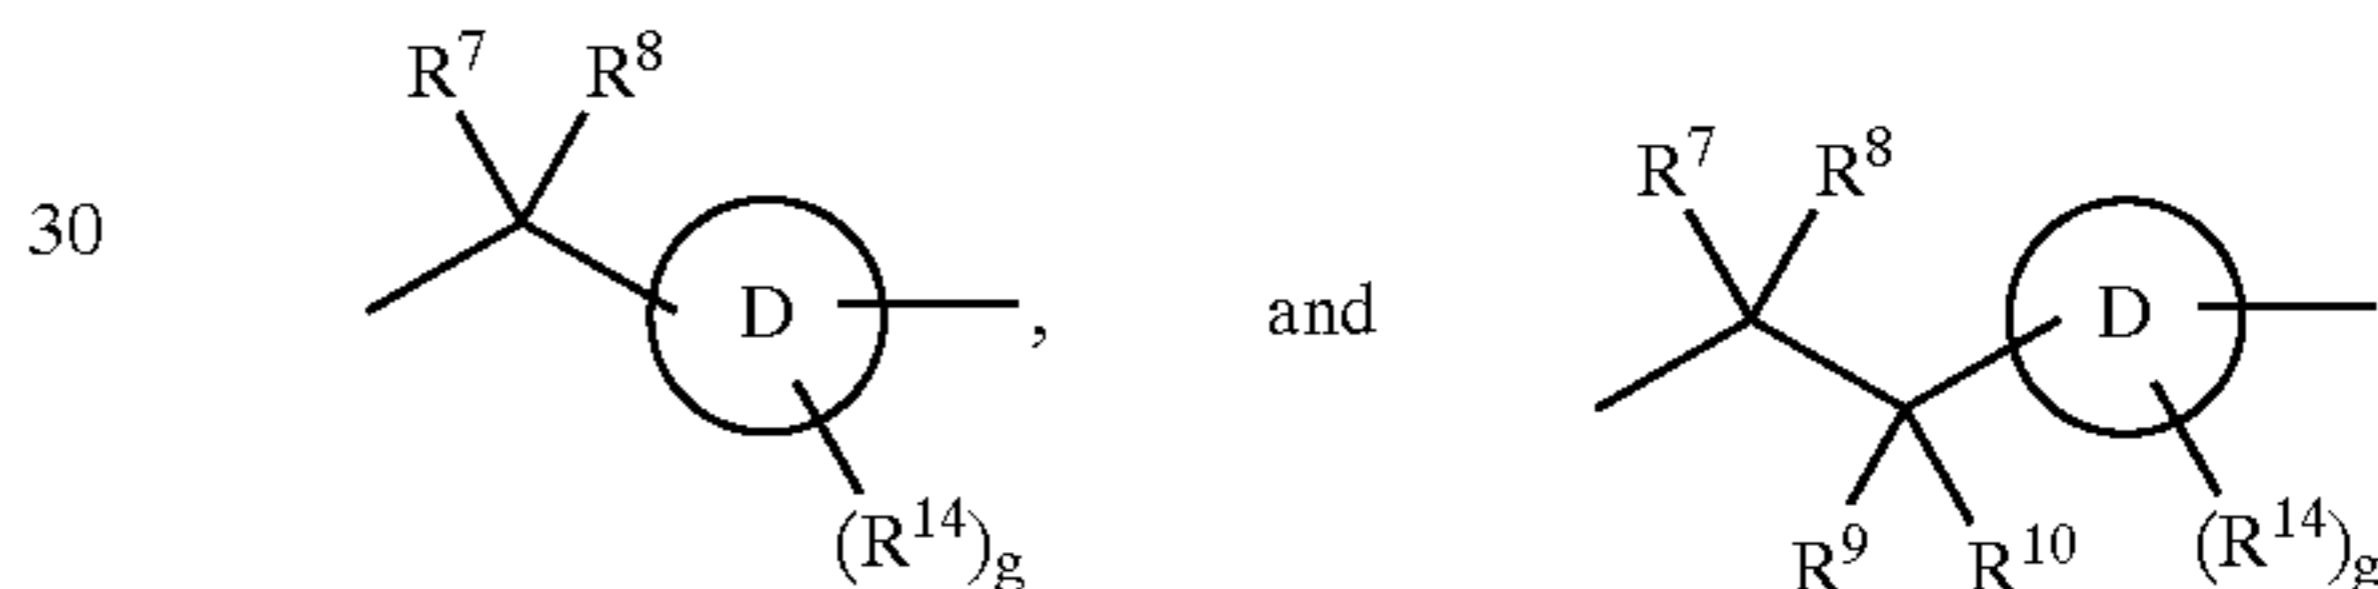 R⁷ R⁸
R⁷ R⁸
30
D , and D
(R¹⁴)g
R⁹ R¹⁰ (R¹⁴)g